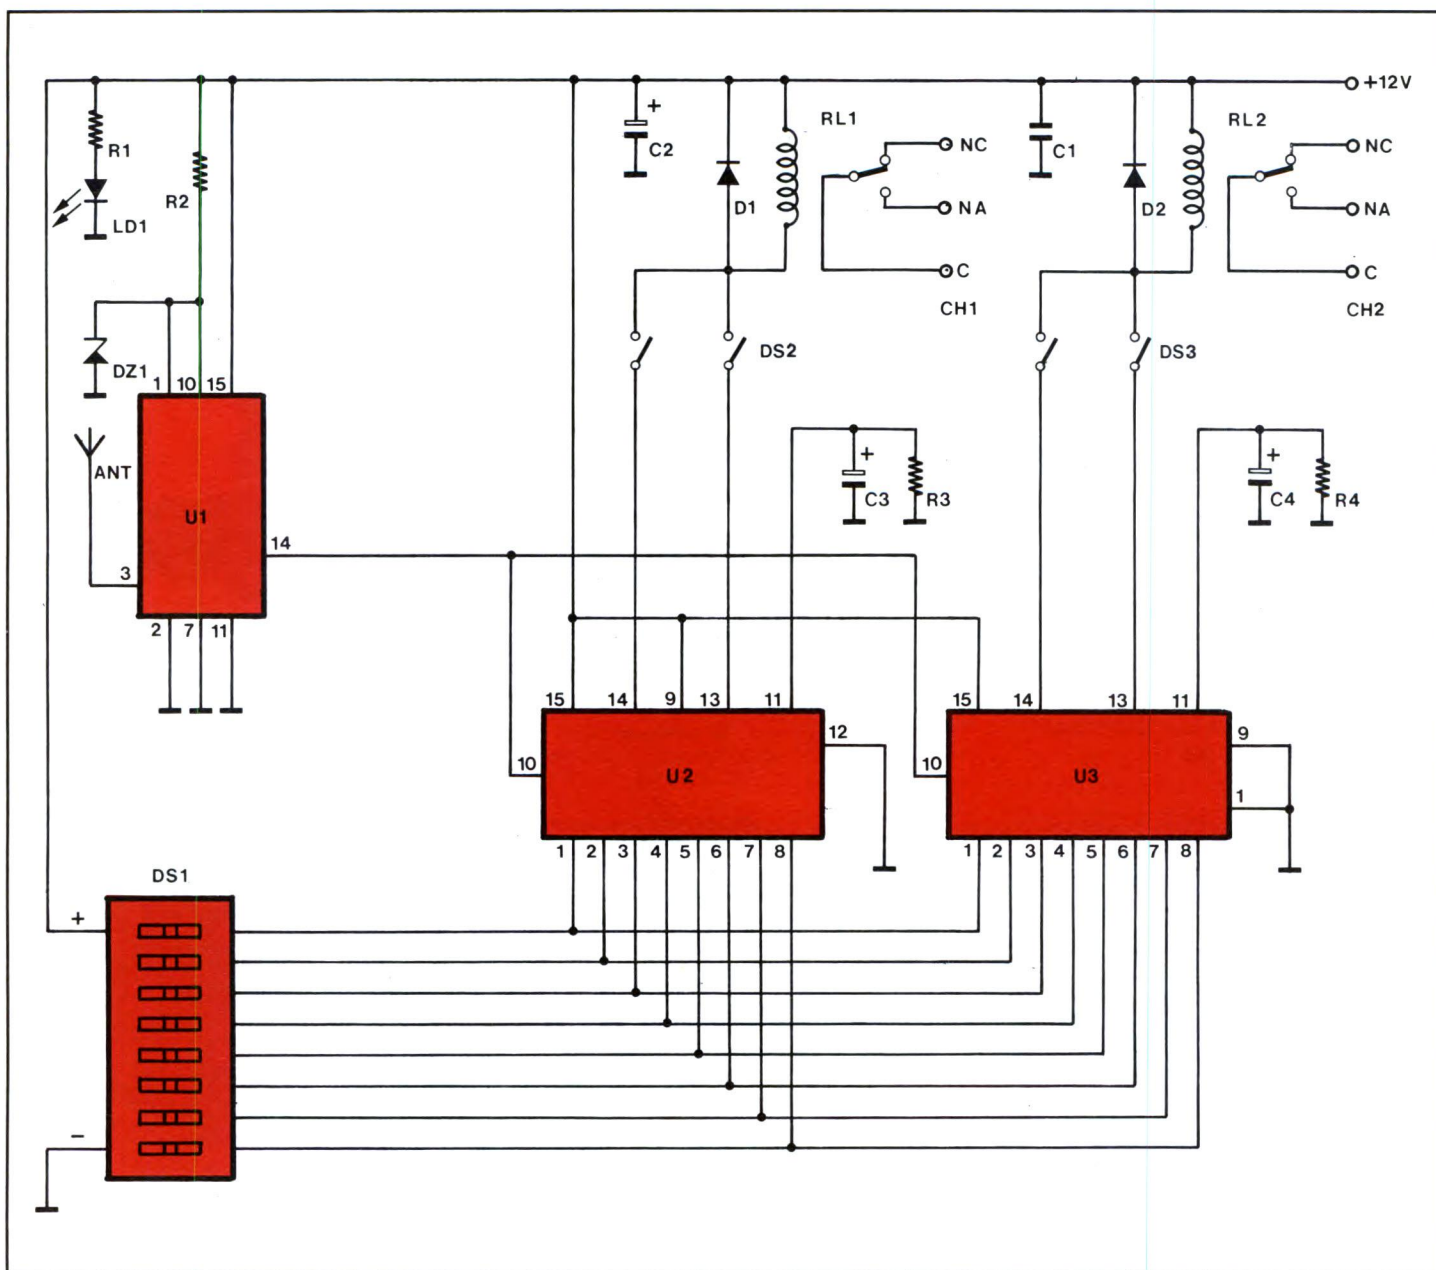 +12V
R1
LD1
R2
+
C2
D1
RL1
NC
NA
C
CH1
C1
D2
RL2
NC
NA
C
CH2
DZ1
1 10 15
DS2
DS3
ANT
U1
14
3
2 7 11
+
C3
R3
+
C4
R4
15 14 9 13 11
12
10
U2
1 2 3 4 5 6 7 8
15 14 13 11
9
10
U3
1
1 2 3 4 5 6 7 8
DS1
+
−